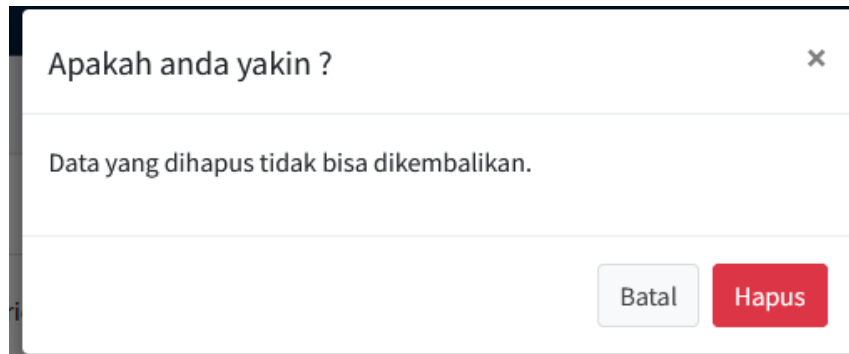 Apakah anda yakin ?
×
Data yang dihapus tidak bisa dikembalikan.
Batal
Hapus